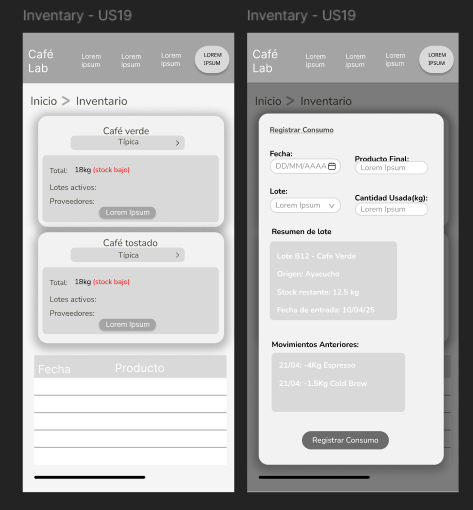 Inventory - US19
Café
Lab
Lorem
Ipsum
Lorem
Ipsum
Lorem
Ipsum
LOREM
IPSUM
Inicio > Inventario
Café verde
Típica
Total: 18kg (stock bajo)
Lotes activos:
Proveedores:
Lorem Ipsum
Café tostado
Típica
Total: 18kg (stock bajo)
Lotes activos:
Proveedores:
Lorem Ipsum
Fecha Producto
Inventory - US19
Café
Lab
Lorem
Ipsum
Lorem
Ipsum
Lorem
Ipsum
LOREM
IPSUM
Inicio > Inventario
Registrar Consumo
Fecha:
DD/MM/AAAA
Producto Final:
Lorem Ipsum
Lote:
Lorem Ipsum
Cantidad Usada(kg):
Lorem Ipsum
Resumen de lote
Lote B12 - Cafe Verde
Origen: Ayacucho
Stock restante: 12.5 kg
Fecha de entrada: 10/04/25
Movimientos Anteriores:
21/04: -4Kg Espresso
21/04: -1.5Kg Cold Brew
Registrar Consumo